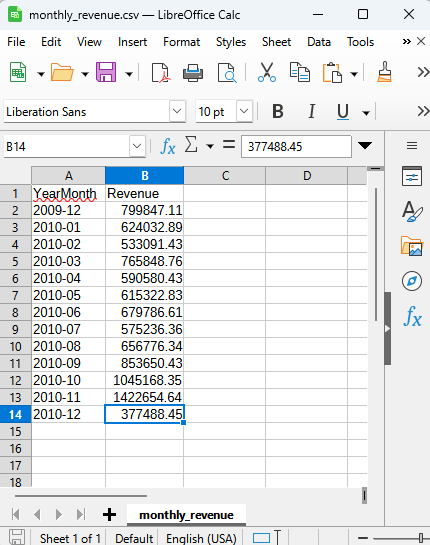 monthly_revenue.csv — LibreOffice Calc
File Edit View Insert Format Styles Sheet Data Tools » X
Liberation Sans 10 pt B I U »
B14 fx Σ = 377488.45
A B C D
1 YearMonth Revenue
2 2009-12 799847.11
3 2010-01 624032.89
4 2010-02 533091.43
5 2010-03 765848.76
6 2010-04 590580.43
7 2010-05 615322.83
8 2010-06 679786.61
9 2010-07 575236.36
10 2010-08 656776.34
11 2010-09 853650.43
12 2010-10 1045168.35
13 2010-11 1422654.64
14 2010-12 377488.45
15
16
17
18
monthly_revenue
Sheet 1 of 1 Default English (USA)